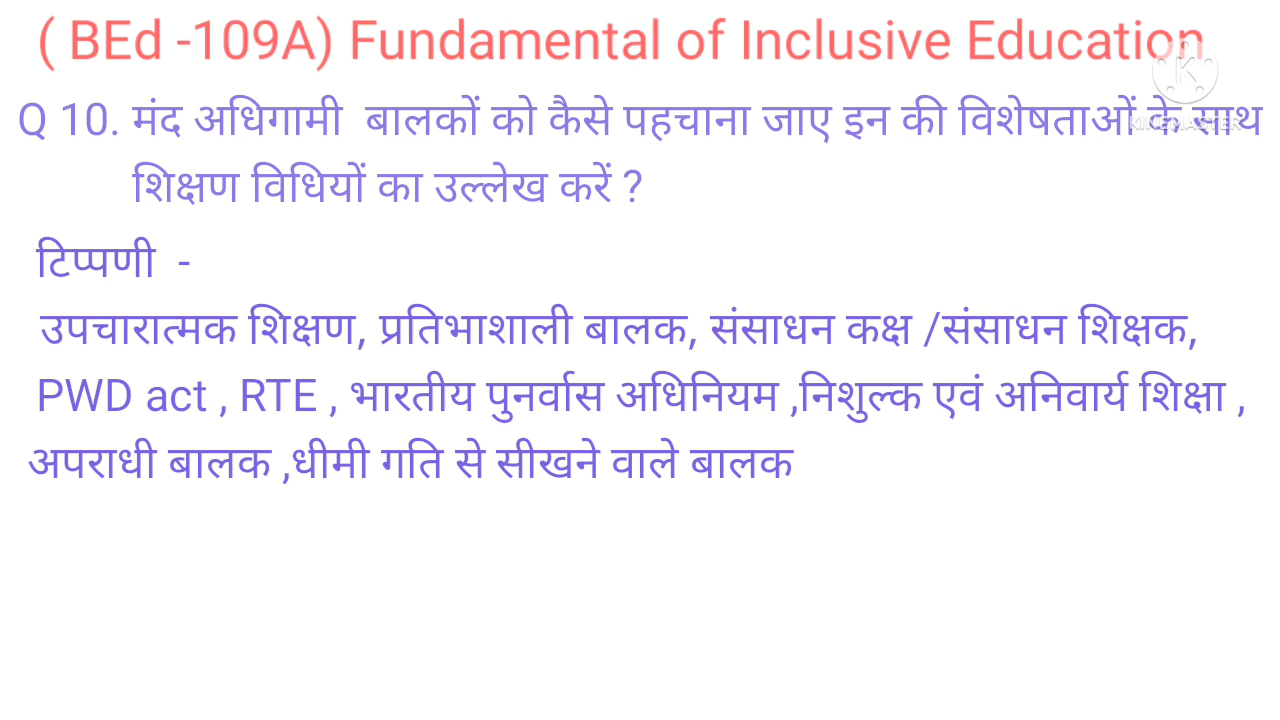 ( BEd -109A) Fundamental of Inclusive Education
Q 10. मंद अधिगामी बालकों को कैसे पहचाना जाए इन की विशेषताओं के साथ
शिक्षण विधियों का उल्लेख करें ?
टिप्पणी -
उपचारात्मक शिक्षण, प्रतिभाशाली बालक, संसाधन कक्ष /संसाधन शिक्षक,
PWD act , RTE , भारतीय पुनर्वास अधिनियम ,निशुल्क एवं अनिवार्य शिक्षा ,
अपराधी बालक ,धीमी गति से सीखने वाले बालक
K
KINEMASTER